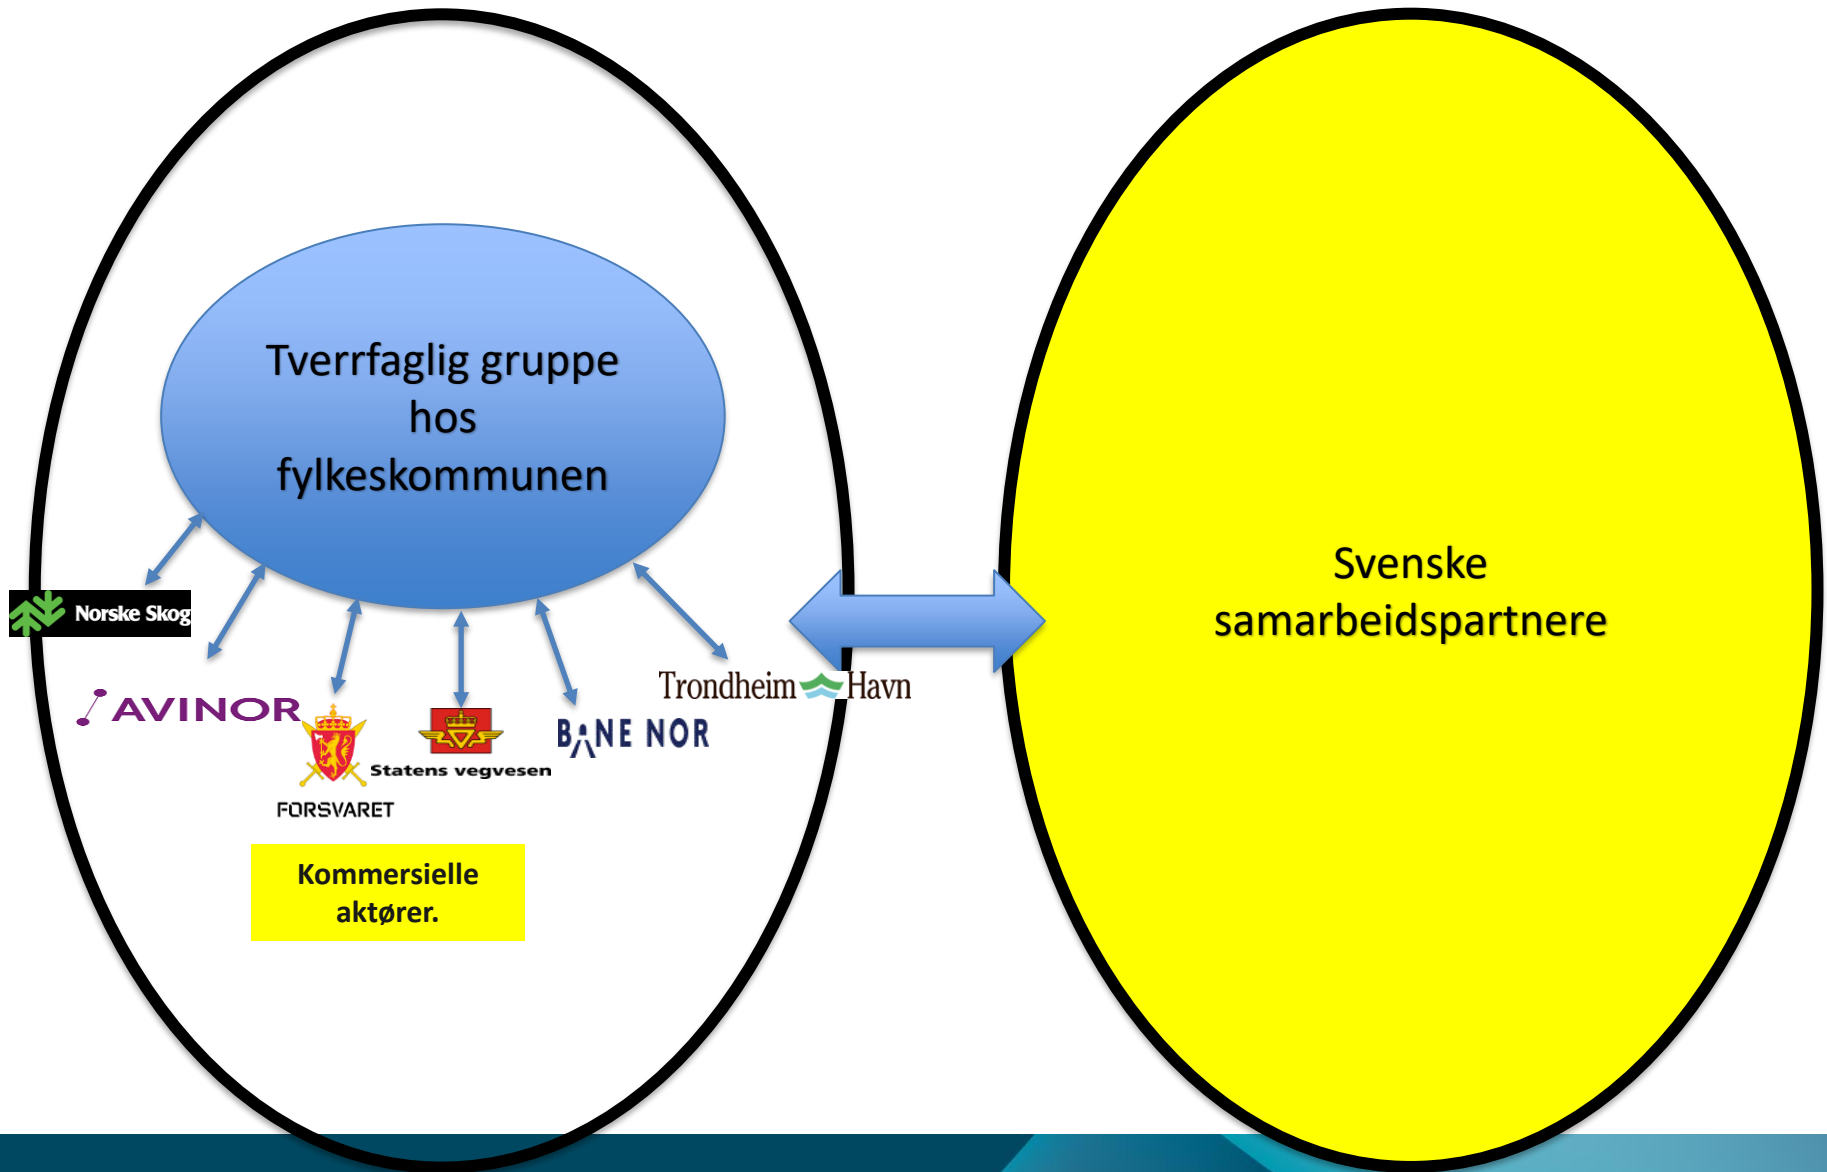 Tverrfaglig gruppe
hos
fylkeskommunen
Norske Skog
AVINOR
FORSVARET
Statens vegvesen
BANE NOR
Trondheim Havn
Kommersielle
aktører.
Svenske
samarbeidspartnere